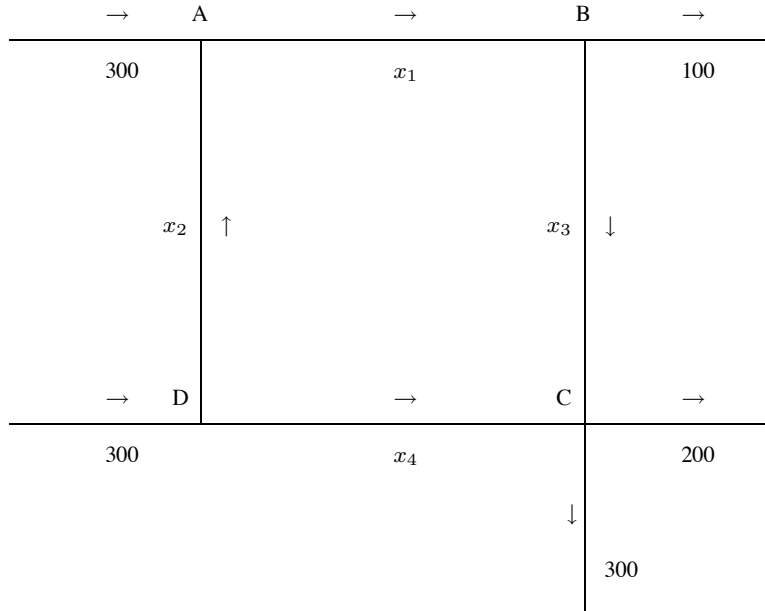 → A → B →
300 x₁ 100
x₂ ↑ x₃ ↓
→ D → C →
300 x₄ 200
↓
300